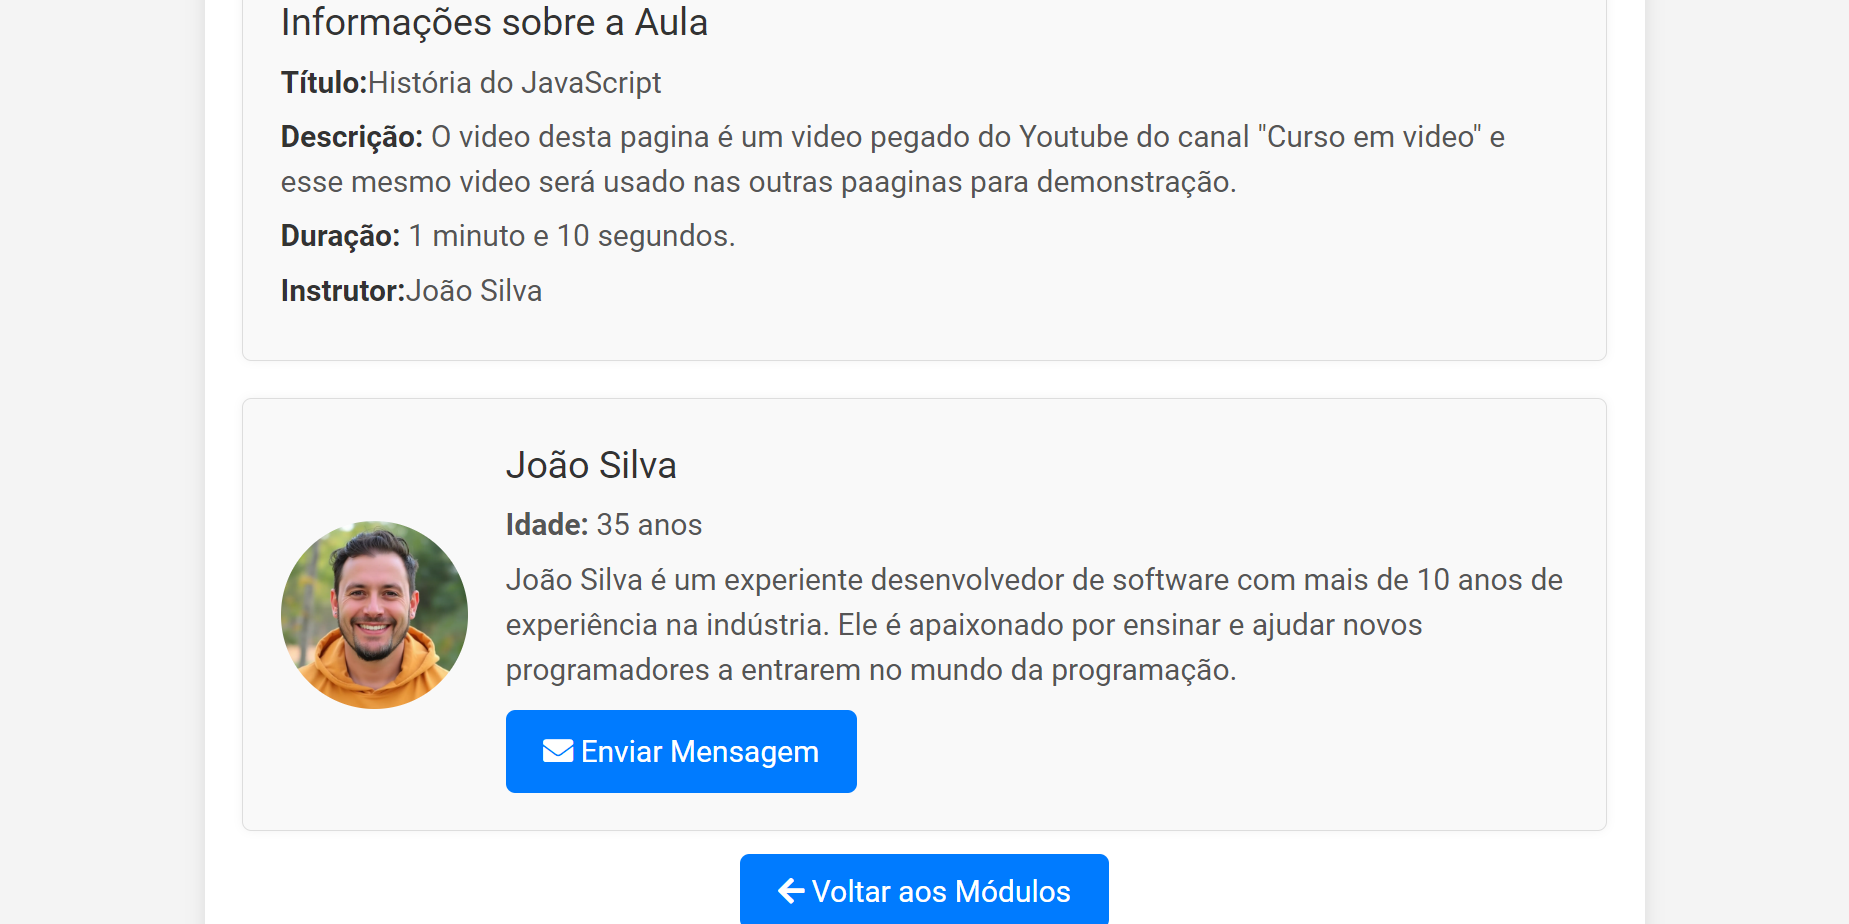 Informações sobre a Aula
Título:História do JavaScript
Descrição: O video desta pagina é um video pegado do Youtube do canal "Curso em video" e
esse mesmo video será usado nas outras paaginas para demonstração.
Duração: 1 minuto e 10 segundos.
Instrutor:João Silva
João Silva
Idade: 35 anos
João Silva é um experiente desenvolvedor de software com mais de 10 anos de
experiência na indústria. Ele é apaixonado por ensinar e ajudar novos
programadores a entrarem no mundo da programação.
Enviar Mensagem
Voltar aos Módulos